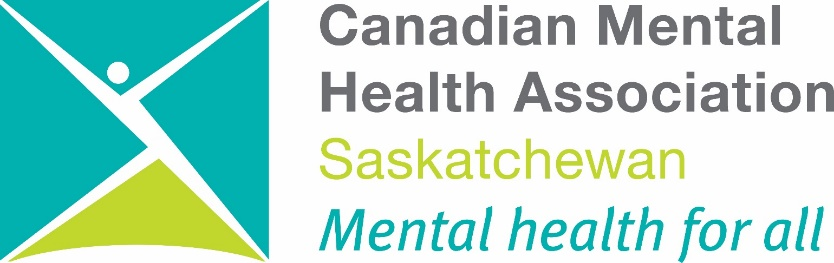 Canadian Mental
Health Association
Saskatchewan
Mental health for all